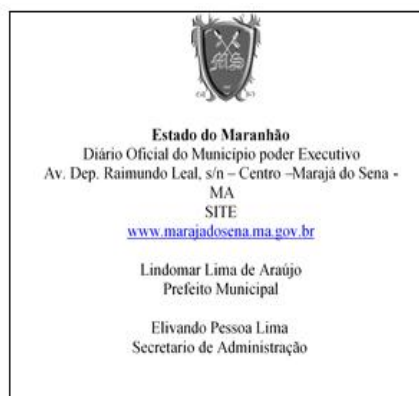 MS
Estado do Maranhão
Diário Oficial do Município poder Executivo
Av. Dep. Raimundo Leal, s/n – Centro –Marajá do Sena -
MA
SITE
www.marajadosena.ma.gov.br
Lindomar Lima de Araújo
Prefeito Municipal
Elivando Pessoa Lima
Secretario de Administração